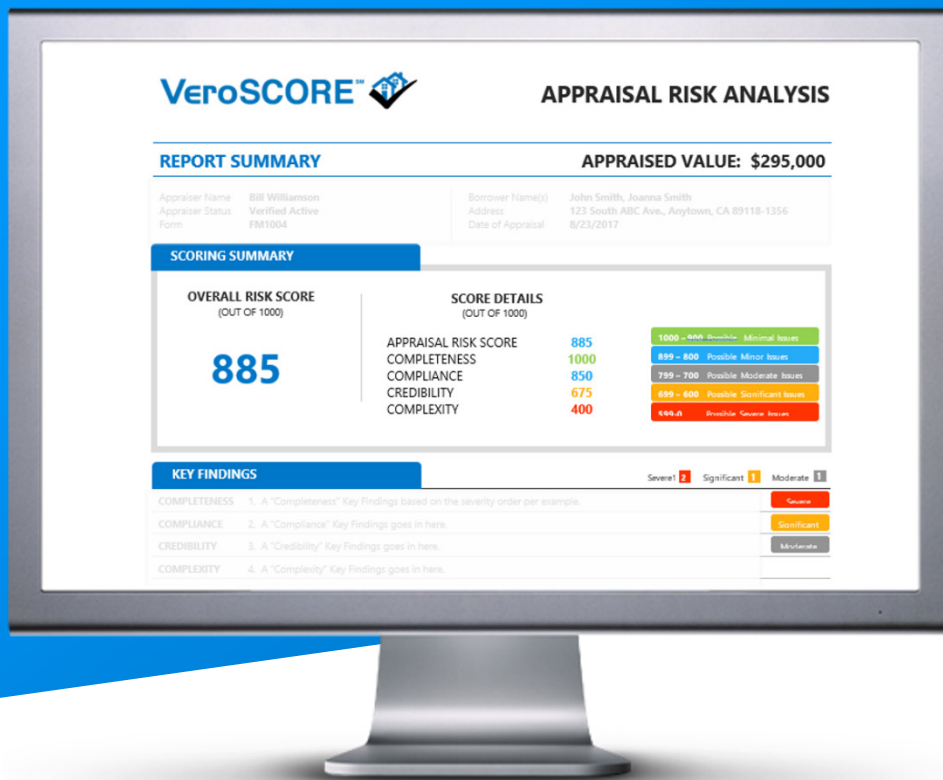 VeroSCORE℠
APPRAISAL RISK ANALYSIS
REPORT SUMMARY
APPRAISED VALUE: $295,000
Appraiser Name Bill Williamson
Appraiser Status Verified Active
Form FM1004
Borrower Name(s) John Smith, Joanna Smith
Address 123 South ABC Ave., Anytown, CA 89118-1356
Date of Appraisal 8/23/2017
SCORING SUMMARY
OVERALL RISK SCORE
(OUT OF 1000)
885
SCORE DETAILS
(OUT OF 1000)
APPRAISAL RISK SCORE 885
COMPLETENESS 1000
COMPLIANCE 850
CREDIBILITY 675
COMPLEXITY 400
1000 – 900 Possible Minimal Issues
899 – 800 Possible Minor Issues
799 – 700 Possible Moderate Issues
699 – 600 Possible Significant Issues
599-0 Possible Severe Issues
KEY FINDINGS
Severe1 2 Significant 1 Moderate 1
COMPLETENESS 1. A "Completeness" Key Findings based on the severity order per example. Severe
COMPLIANCE 2. A "Compliance" Key Findings goes in here. Significant
CREDIBILITY 3. A "Credibility" Key Findings goes in here. Moderate
COMPLEXITY 4. A "Complexity" Key Findings goes in here.